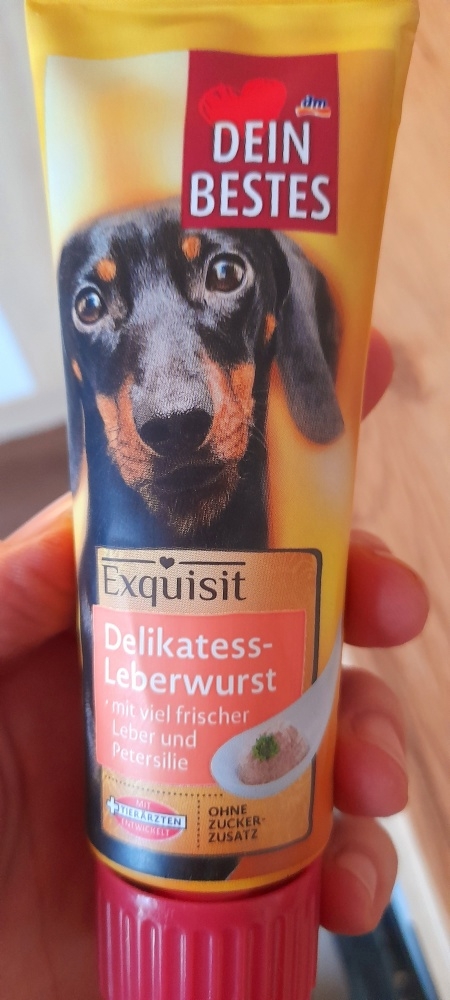 dm
DEIN
BESTES
Exquisit
Delikatess-
Leberwurst
mit viel frischer
Leber und
Petersilie
MIT
TIERÄRZTEN
ENTWICKELT
OHNE
ZUCKER-
ZUSATZ